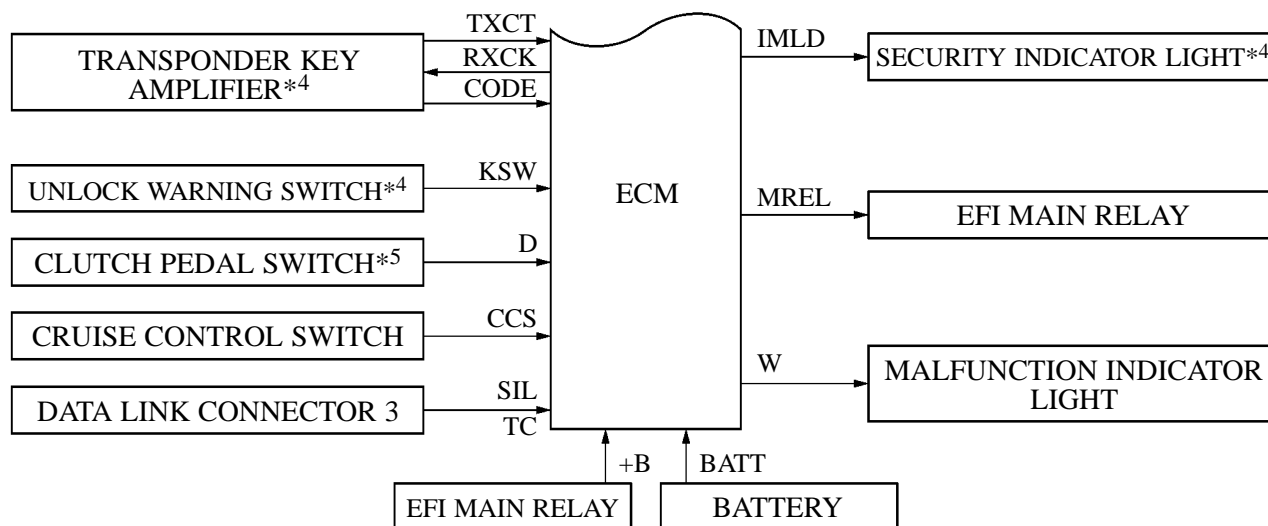 TXCT
TRANSPONDER KEY
AMPLIFIER*4
RXCK
CODE
UNLOCK WARNING SWITCH*4
KSW
CLUTCH PEDAL SWITCH*5
D
CRUISE CONTROL SWITCH
CCS
DATA LINK CONNECTOR 3
SIL
TC
ECM
IMLD
SECURITY INDICATOR LIGHT*4
MREL
EFI MAIN RELAY
W
MALFUNCTION INDICATOR
LIGHT
+B
BATT
EFI MAIN RELAY
BATTERY